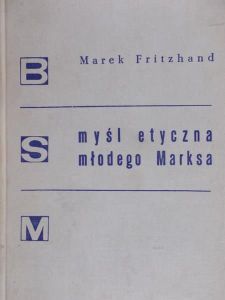 B
Marek Fritzhand
S
myśl etyczna
młodego Marksa
M